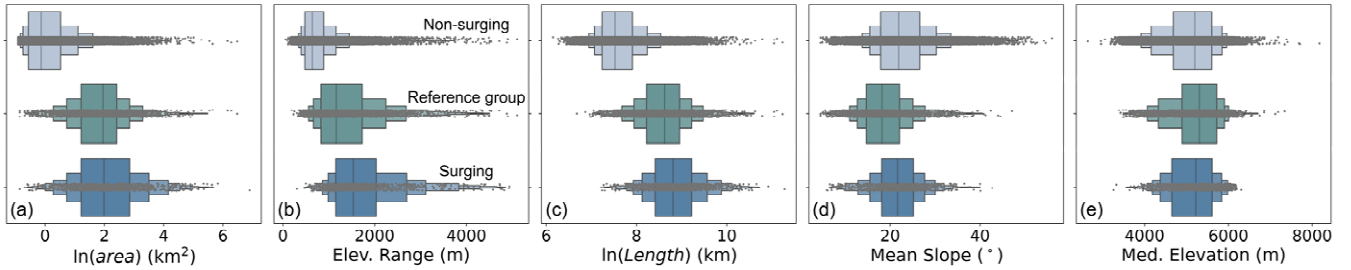 Non-surging
Reference group
Surging
(a) (b) (c) (d) (e)
0 2 4 6 0 2000 4000 6 8 10 20 40 4000 6000 8000
ln(area) (km²) Elev. Range (m) ln(Length) (km) Mean Slope (°) Med. Elevation (m)